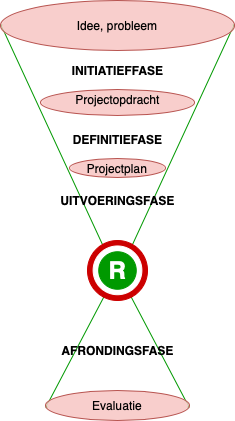 Idee, probleem
INITIATIEFFASE
Projectopdracht
DEFINITIEFASE
Projectplan
UITVOERINGSFASE
R
AFRONDINGSFASE
Evaluatie